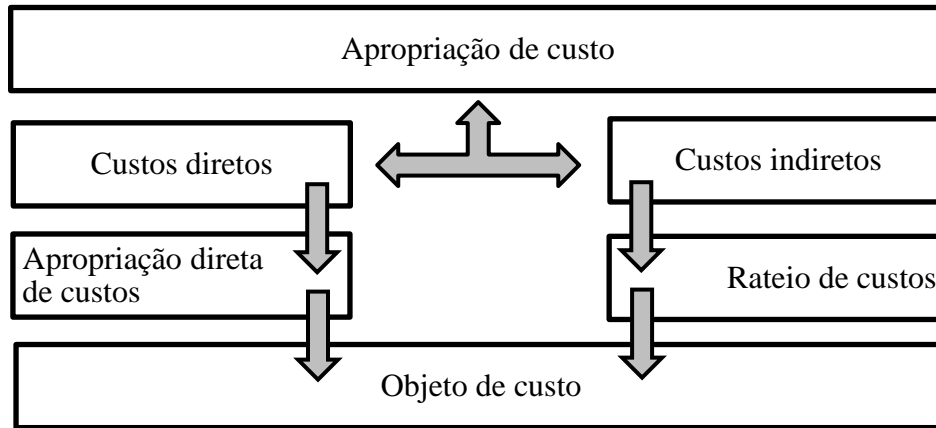 Apropriação de custo
Custos diretos
Custos indiretos
Apropriação direta
de custos
Rateio de custos
Objeto de custo